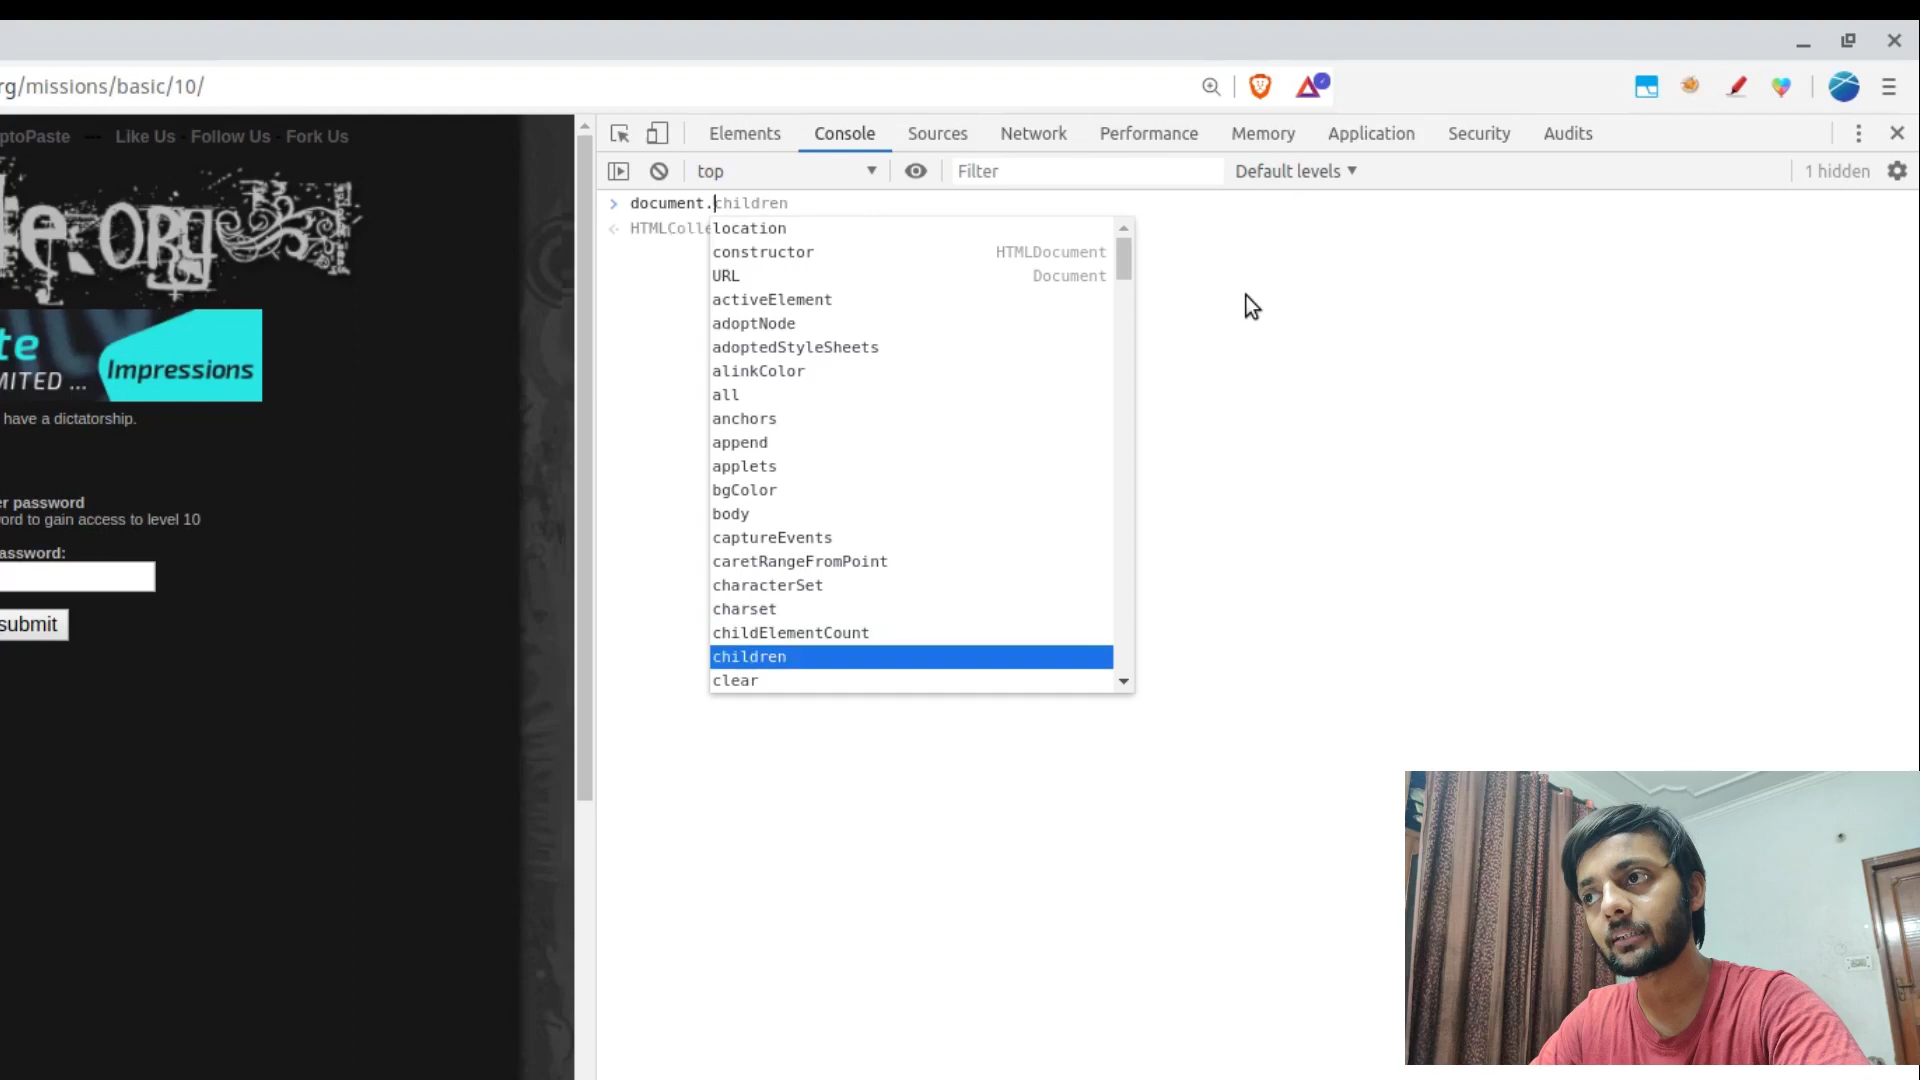 rg/missions/basic/10/
ptoPaste — Like Us - Follow Us - Fork Us
e.org
te
MITED ...
Impressions
have a dictatorship.
er password
ord to gain access to level 10
assword:
submit
Elements Console Sources Network Performance Memory Application Security Audits
top Filter Default levels 1 hidden
document.children
HTMLColle
location
constructor HTMLDocument
URL Document
activeElement
adoptNode
adoptedStyleSheets
alinkColor
all
anchors
append
applets
bgColor
body
captureEvents
caretRangeFromPoint
characterSet
charset
childElementCount
children
clear